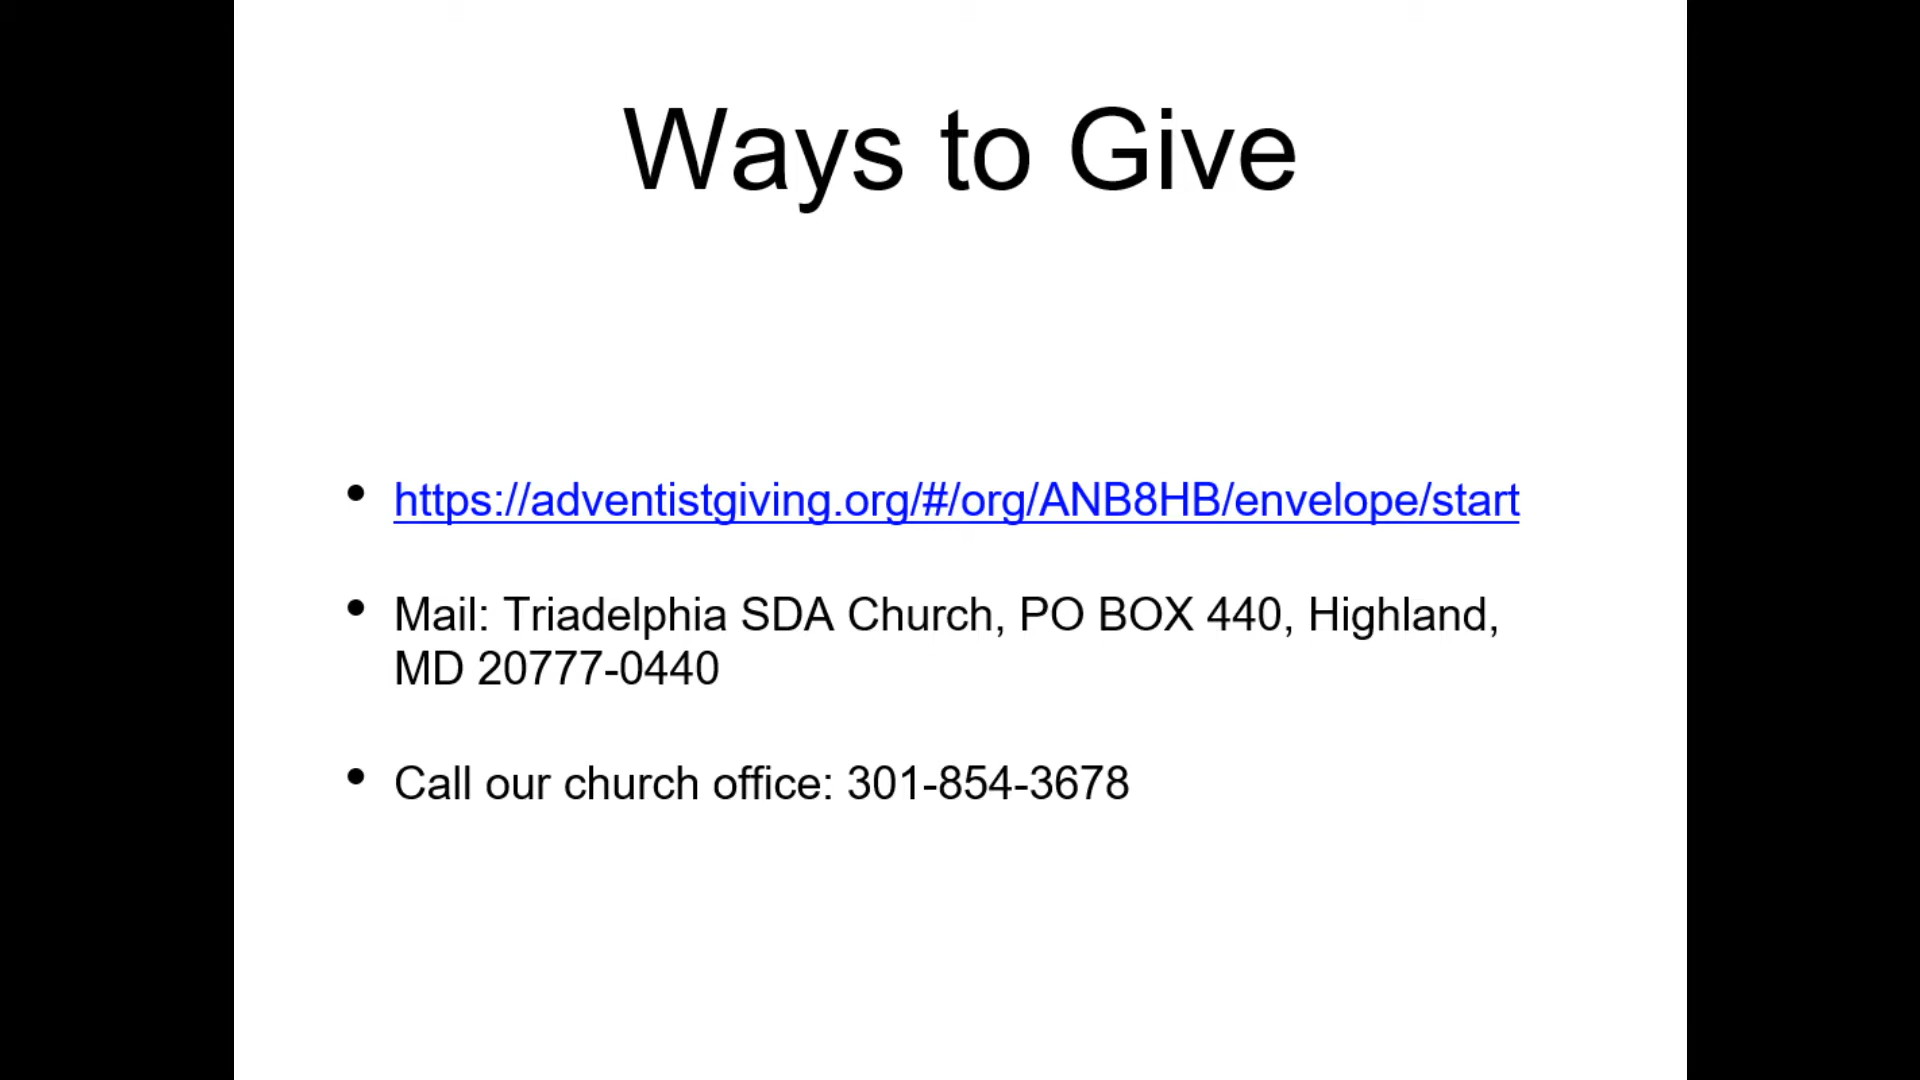 Ways to Give
• https://adventistgiving.org/#/org/ANB8HB/envelope/start
• Mail: Triadelphia SDA Church, PO BOX 440, Highland,
MD 20777-0440
• Call our church office: 301-854-3678